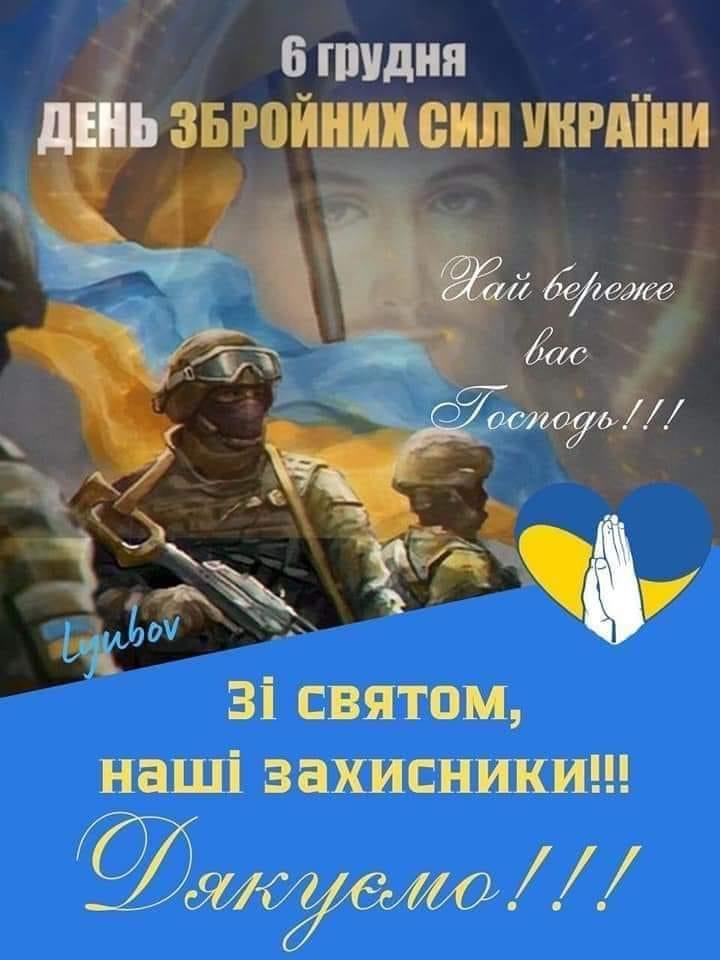 6 грудня
ДЕНЬ ЗБРОЙНИХ СИЛ УКРАЇНИ
Хай береже
вас
Господь!!!
Lyubov
Зі святом,
наші захисники!!!
Дякуємо!!!